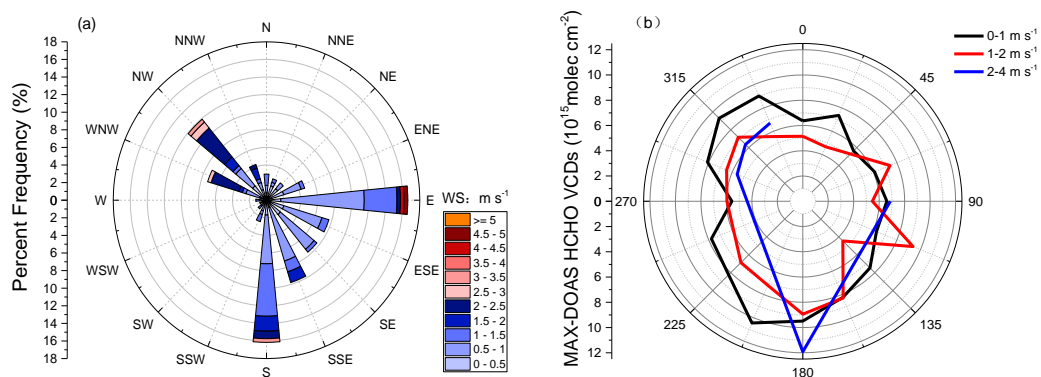 (a)
Percent Frequency (%)
18
16
14
12
10
8
6
4
2
0
2
4
6
8
10
12
14
16
18
N
NNE
NE
ENE
E
ESE
SE
SSE
S
SSW
SW
WSW
W
WNW
NW
NNW
WS: m s⁻¹
>= 5
4.5 - 5
4 - 4.5
3.5 - 4
3 - 3.5
2.5 - 3
2 - 2.5
1.5 - 2
1 - 1.5
0.5 - 1
0 - 0.5
(b)
MAX-DOAS HCHO VCDs (10¹⁵molec cm⁻²)
12
10
8
6
4
2
0
2
4
6
8
10
12
0
45
90
135
180
225
270
315
0-1 m s⁻¹
1-2 m s⁻¹
2-4 m s⁻¹